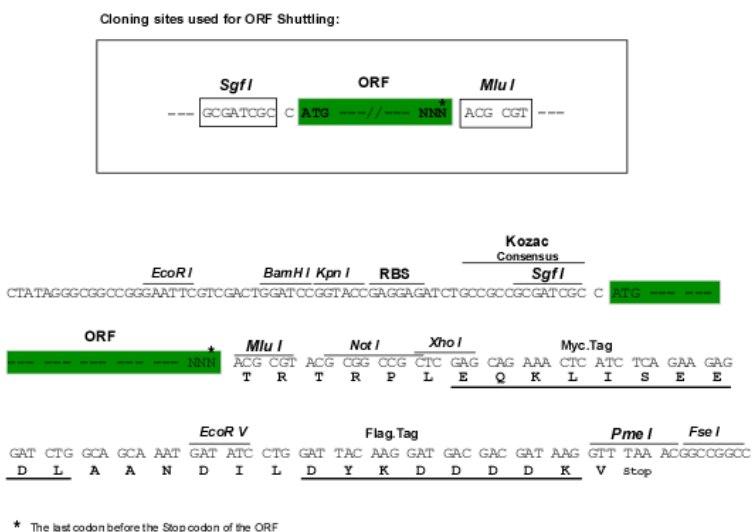 Cloning sites used for ORF Shuttling:
Sgf I ORF Mlu I
--- GCGATCGC C ATG ---//--- NNN* ACG CGT ---
Kozac
Consensus
EcoR I BamH I Kpn I RBS Sgf I
CTATAGGGCGGCCGGGAATTCGTCGACTGGATCCGGTACCGAGGAGATCTGCCGCCGCGATCGC C ATG --- ---
ORF Mlu I Not I Xho I Myc.Tag
--- --- --- --- --- --- NNN* ACG CGT ACG CGG CCG CTC GAG CAG AAA CTC ATC TCA GAA GAG
T R T R P L E Q K L I S E E
EcoR V Flag.Tag Pme I Fse I
GAT CTG GCA GCA AAT GAT ATC CTG GAT TAC AAG GAT GAC GAC GAT AAG GTT TAA ACGGCCGGCC
D L A A N D I L D Y K D D D D K V Stop
* The last codon before the Stop codon of the ORF